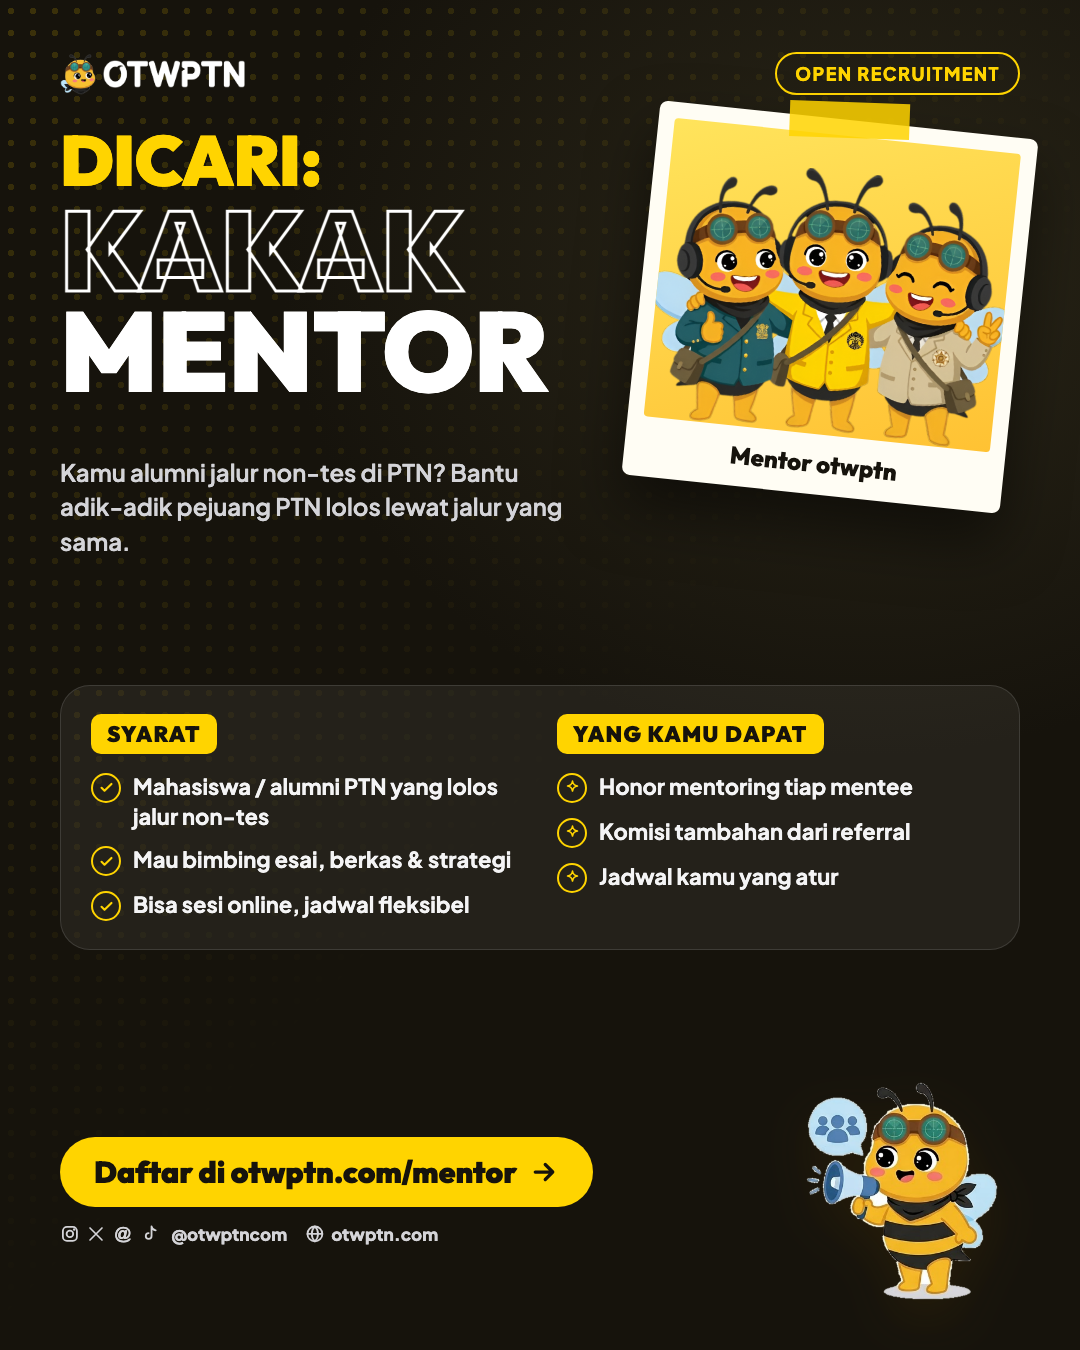 OTWPTN
OPEN RECRUITMENT
DICARI:
KAKAK
MENTOR
Mentor otwptn
Kamu alumni jalur non-tes di PTN? Bantu
adik-adik pejuang PTN lolos lewat jalur yang
sama.
SYARAT
Mahasiswa / alumni PTN yang lolos
jalur non-tes
Mau bimbing esai, berkas & strategi
Bisa sesi online, jadwal fleksibel
YANG KAMU DAPAT
Honor mentoring tiap mentee
Komisi tambahan dari referral
Jadwal kamu yang atur
Daftar di otwptn.com/mentor →
@otwptncom otwptn.com